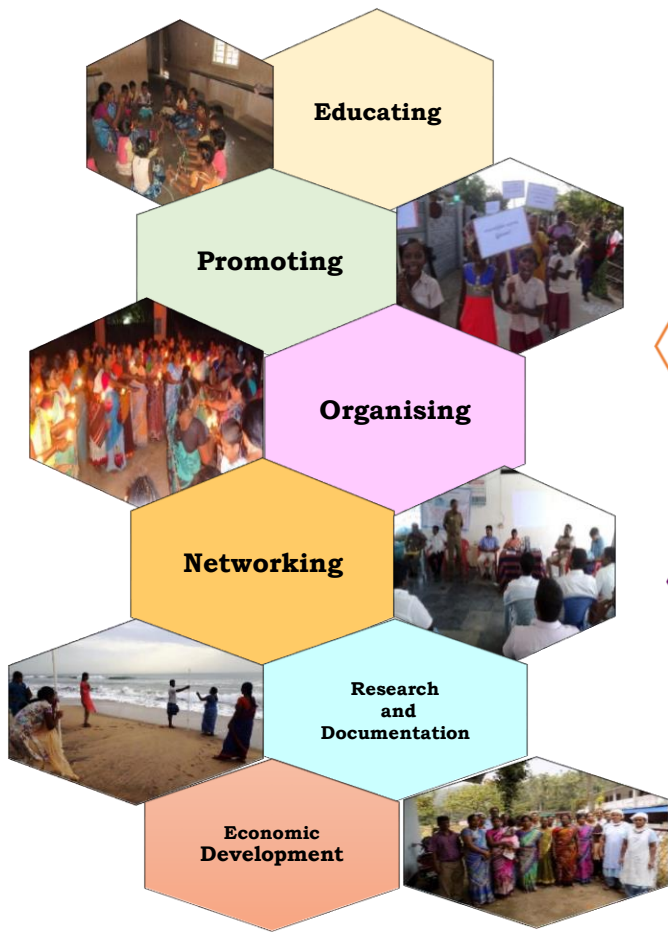 Educating
Promoting
Organising
Networking
Research
and
Documentation
Economic
Development